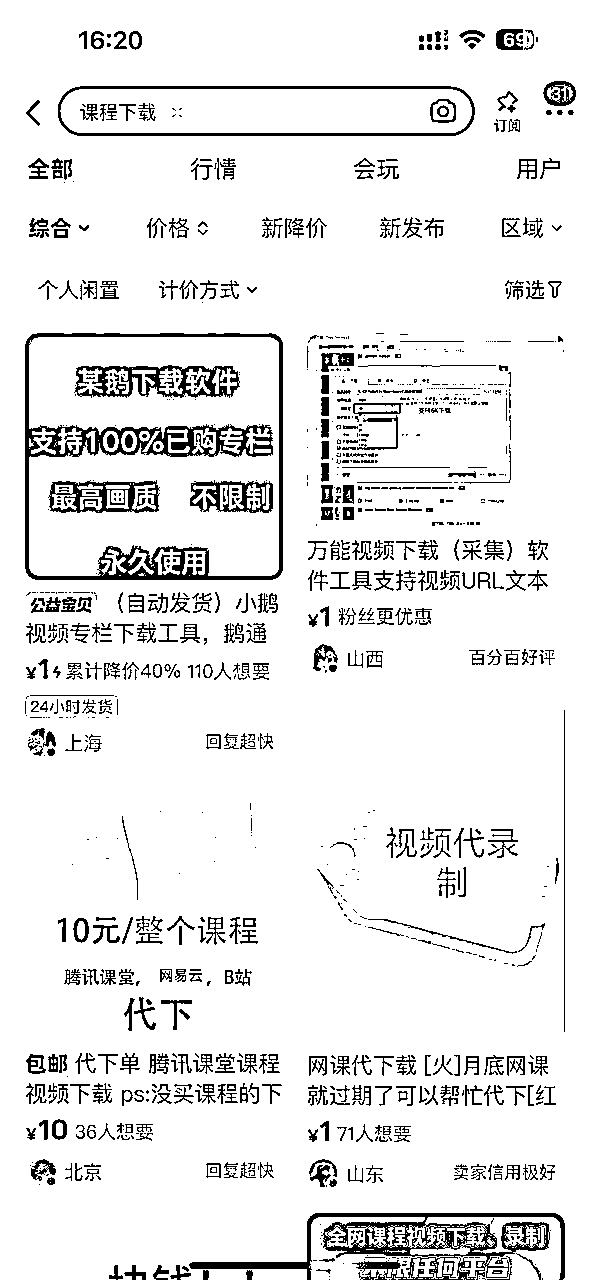 16:20
69
课程下载
订阅
31
全部 行情 会玩 用户
综合 价格 新降价 新发布 区域
个人闲置 计价方式 筛选
某鹅下载软件
支持100%已购专栏
最高画质 不限制
永久使用
公益宝贝 (自动发货)小鹅
视频专栏下载工具，鹅通
¥1 累计降价40% 110人想要
24小时发货
上海 回复超快
万能视频下载（采集）软
件工具支持视频URL文本
¥1 粉丝更优惠
山西 百分百好评
10元/整个课程
腾讯课堂，网易云，B站
代下
包邮 代下单 腾讯课堂课程
视频下载 ps:没买课程的下
¥10 36人想要
北京 回复超快
视频代录
制
网课代下载 [火]月底网课
就过期了可以帮忙代下[红
¥1 71人想要
山东 卖家信用极好
全网课程视频下载、录制